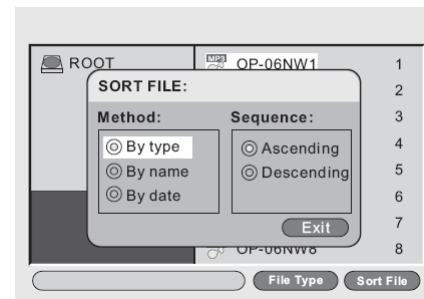 ROOT
MP3 OP-06NW1 1
2
3
4
5
6
7
OP-06NW8 8
SORT FILE:
Method:
By type
By name
By date
Sequence:
Ascending
Descending
Exit
File Type
Sort File